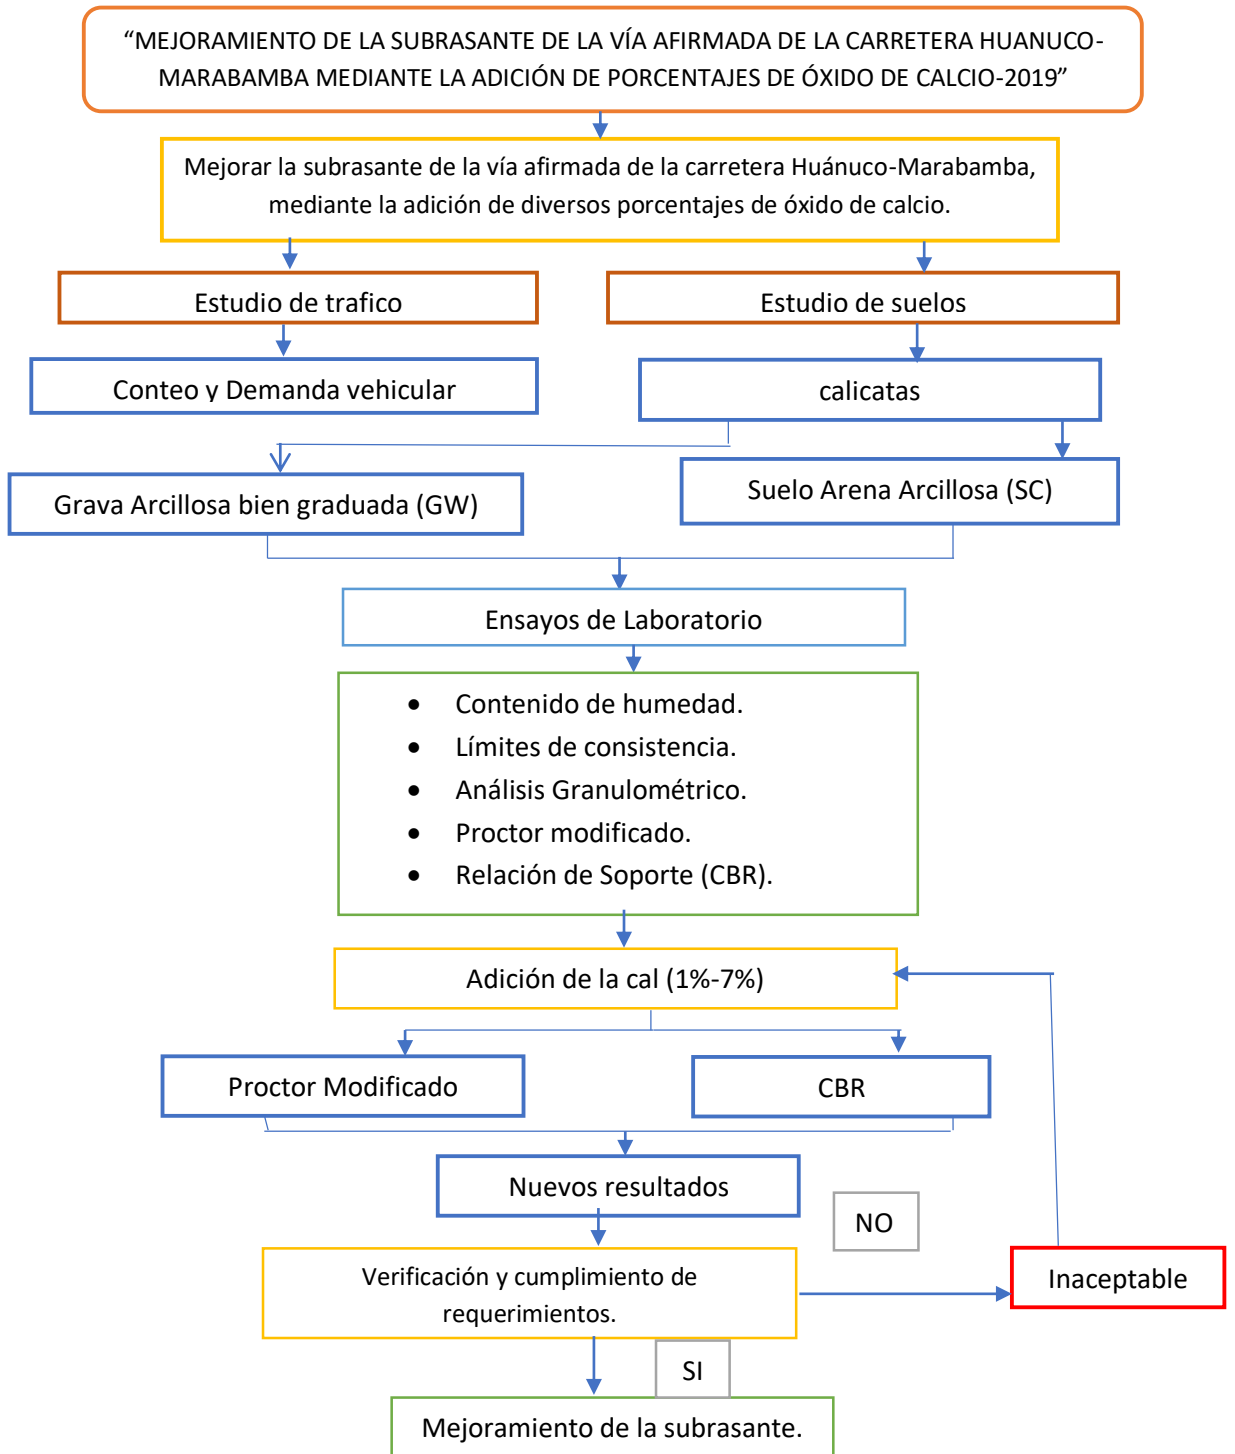 “MEJORAMIENTO DE LA SUBRASANTE DE LA VÍA AFIRMADA DE LA CARRETERA HUANUCO-
MARABAMBA MEDIANTE LA ADICIÓN DE PORCENTAJES DE ÓXIDO DE CALCIO-2019”
Mejorar la subrasante de la vía afirmada de la carretera Huánuco-Marabamba,
mediante la adición de diversos porcentajes de óxido de calcio.
Estudio de trafico
Estudio de suelos
Conteo y Demanda vehicular
calicatas
Grava Arcillosa bien graduada (GW)
Suelo Arena Arcillosa (SC)
Ensayos de Laboratorio
• Contenido de humedad.
• Límites de consistencia.
• Análisis Granulométrico.
• Proctor modificado.
• Relación de Soporte (CBR).
Adición de la cal (1%-7%)
Proctor Modificado
CBR
Nuevos resultados
NO
Verificación y cumplimiento de
requerimientos.
Inaceptable
SI
Mejoramiento de la subrasante.